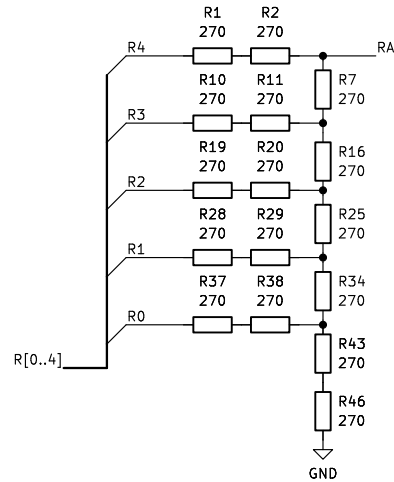 R1 R2
270 270
R4 RA
R10 R11 R7
270 270 270
R3
R19 R20 R16
270 270 270
R2
R28 R29 R25
270 270 270
R1
R37 R38 R34
270 270 270
R0
R43
R[0..4] 270
R46
270
GND